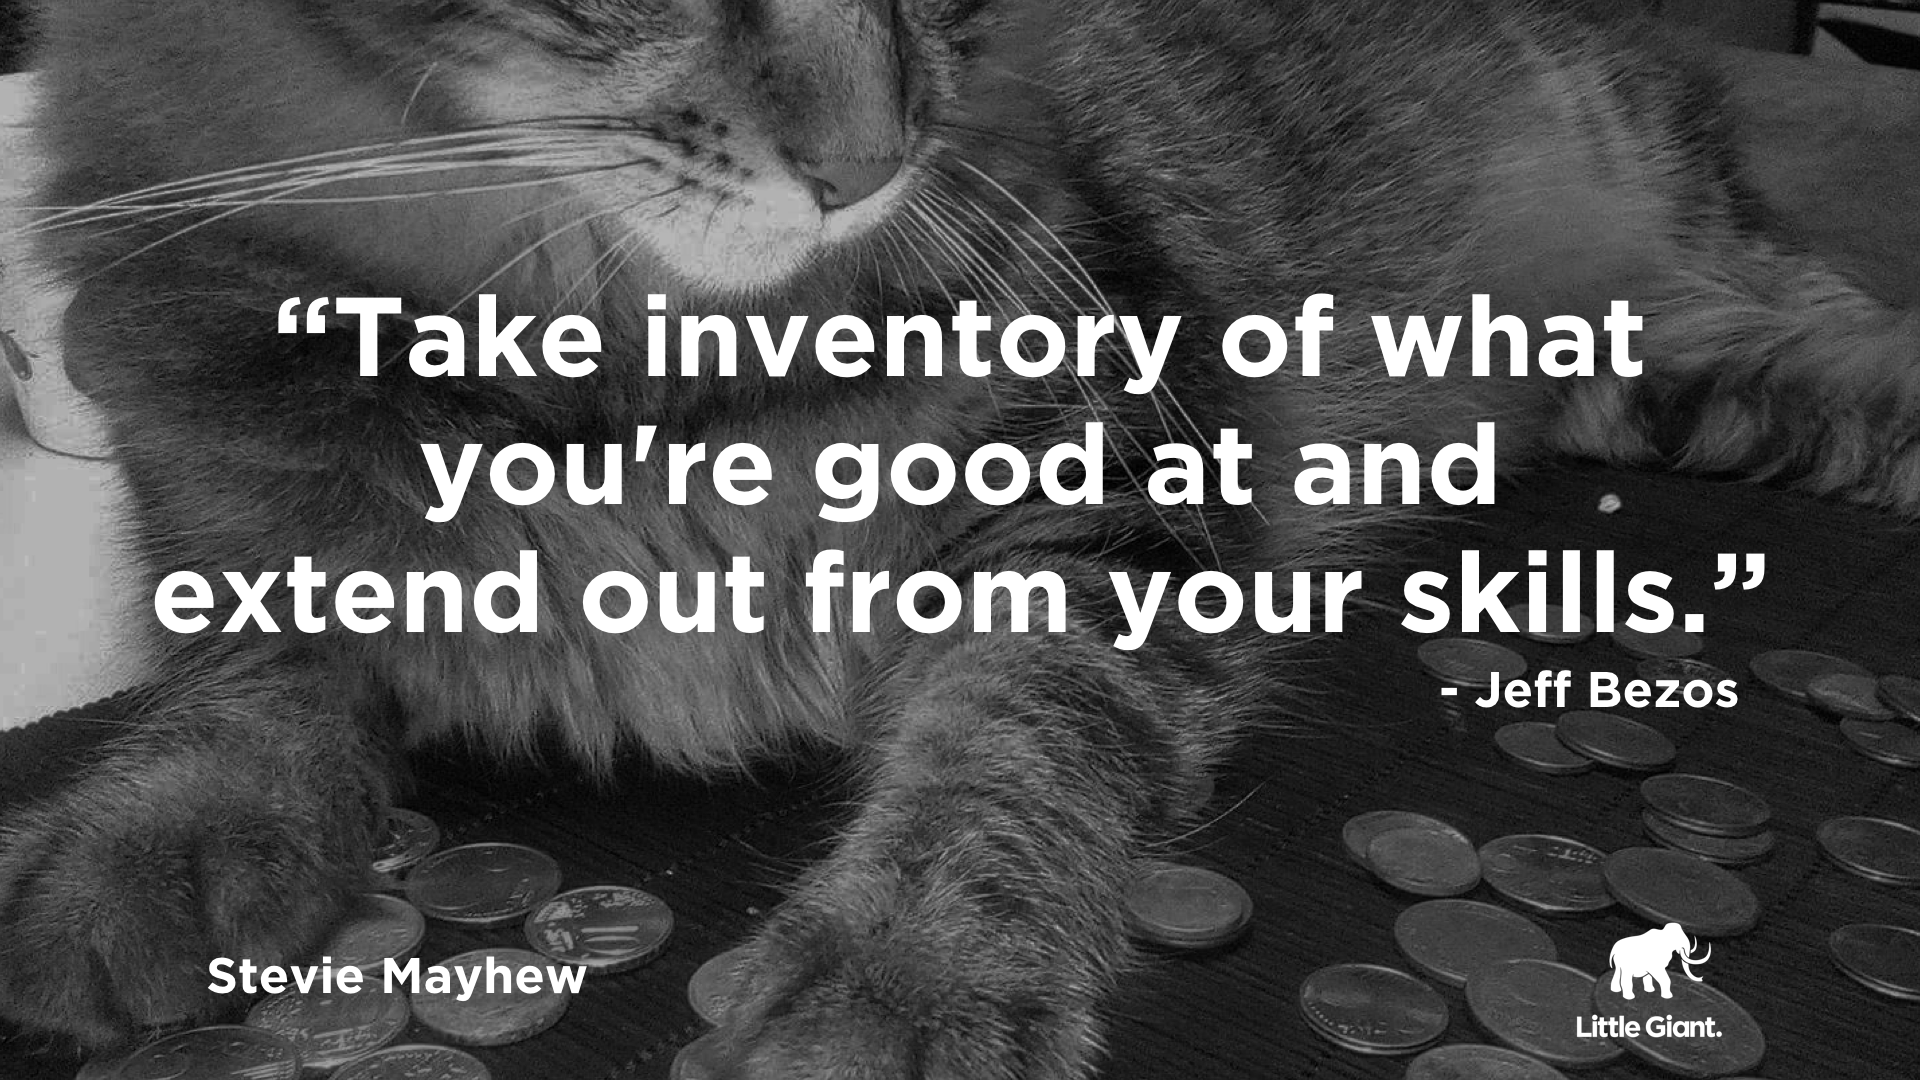 “Take inventory of what
you're good at and
extend out from your skills.”
- Jeff Bezos
Stevie Mayhew
Little Giant.